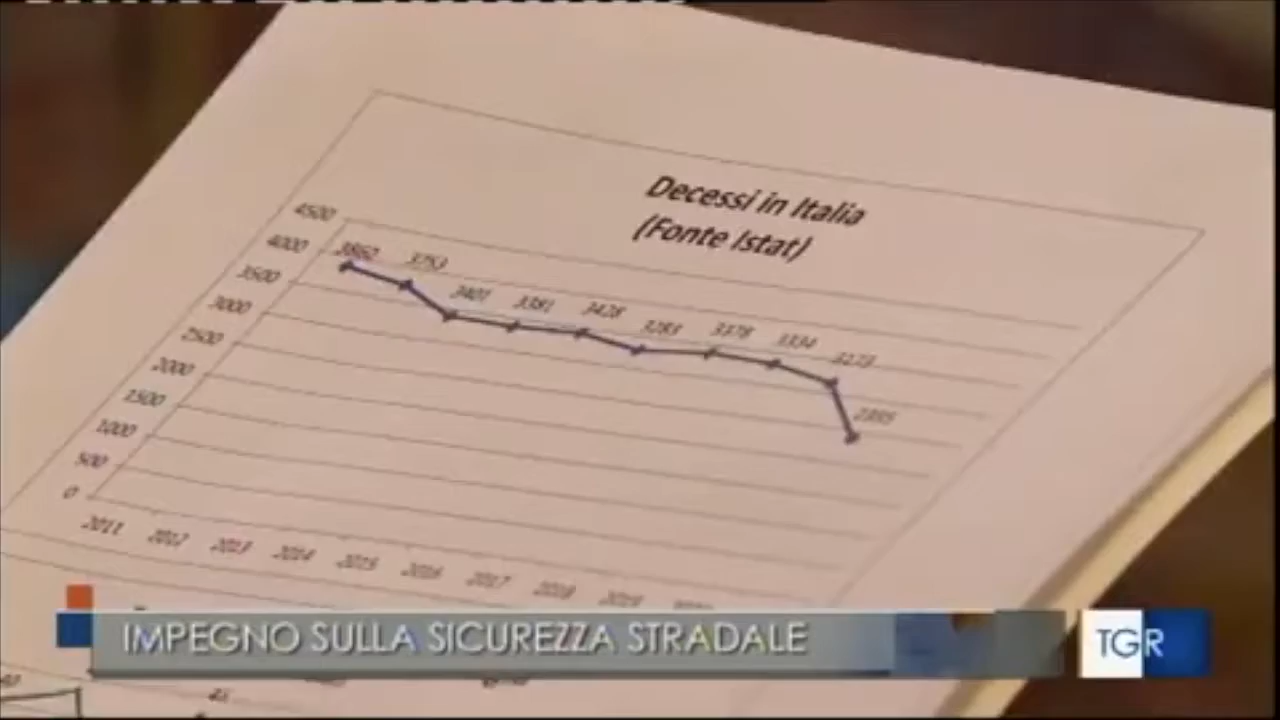 Decessi in Italia
(Fonte Istat)
4500
4000
3500
3000
2500
2000
1500
1000
500
0
3860 3753 3401 3381 3428 3283 3378 3334 3173
2011 2012 2013 2014 2015 2016 2017 2018 2019
IMPEGNO SULLA SICUREZZA STRADALE
TGR